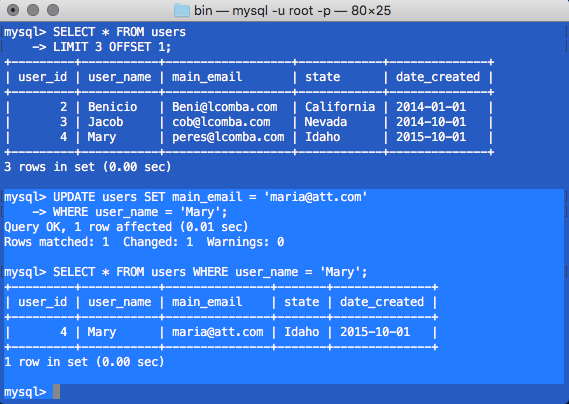 bin — mysql -u root -p — 80×25
mysql> SELECT * FROM users
    -> LIMIT 3 OFFSET 1;
+---------+-----------+-----------------+------------+--------------+
| user_id | user_name | main_email      | state      | date_created |
+---------+-----------+-----------------+------------+--------------+
|       2 | Benicio   | Beni@lcomba.com | California | 2014-01-01   |
|       3 | Jacob     | cob@lcomba.com  | Nevada     | 2014-10-01   |
|       4 | Mary      | peres@lcomba.com | Idaho      | 2015-10-01   |
+---------+-----------+-----------------+------------+--------------+
3 rows in set (0.00 sec)
mysql> UPDATE users SET main_email = 'maria@att.com'
    -> WHERE user_name = 'Mary';
Query OK, 1 row affected (0.01 sec)
Rows matched: 1  Changed: 1  Warnings: 0
mysql> SELECT * FROM users WHERE user_name = 'Mary';
+---------+-----------+---------------+-------+--------------+
| user_id | user_name | main_email    | state | date_created |
+---------+-----------+---------------+-------+--------------+
|       4 | Mary      | maria@att.com | Idaho | 2015-10-01   |
+---------+-----------+---------------+-------+--------------+
1 row in set (0.00 sec)
mysql>